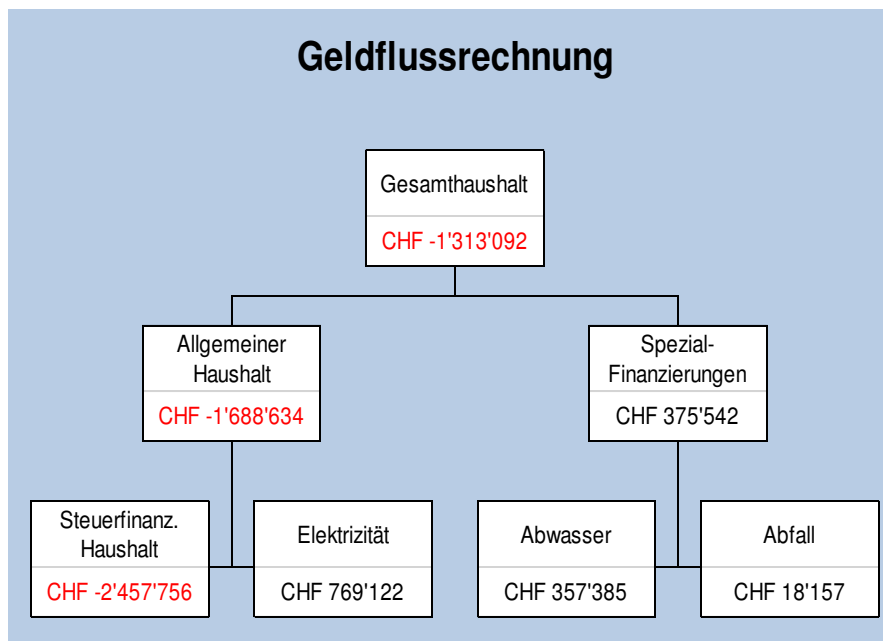 Geldflussrechnung
Gesamthaushalt
CHF -1'313'092
Allgemeiner
Haushalt
CHF -1'688'634
Spezial-
Finanzierungen
CHF 375'542
Steuerfinanz.
Haushalt
CHF -2'457'756
Elektrizität
CHF 769'122
Abwasser
CHF 357'385
Abfall
CHF 18'157